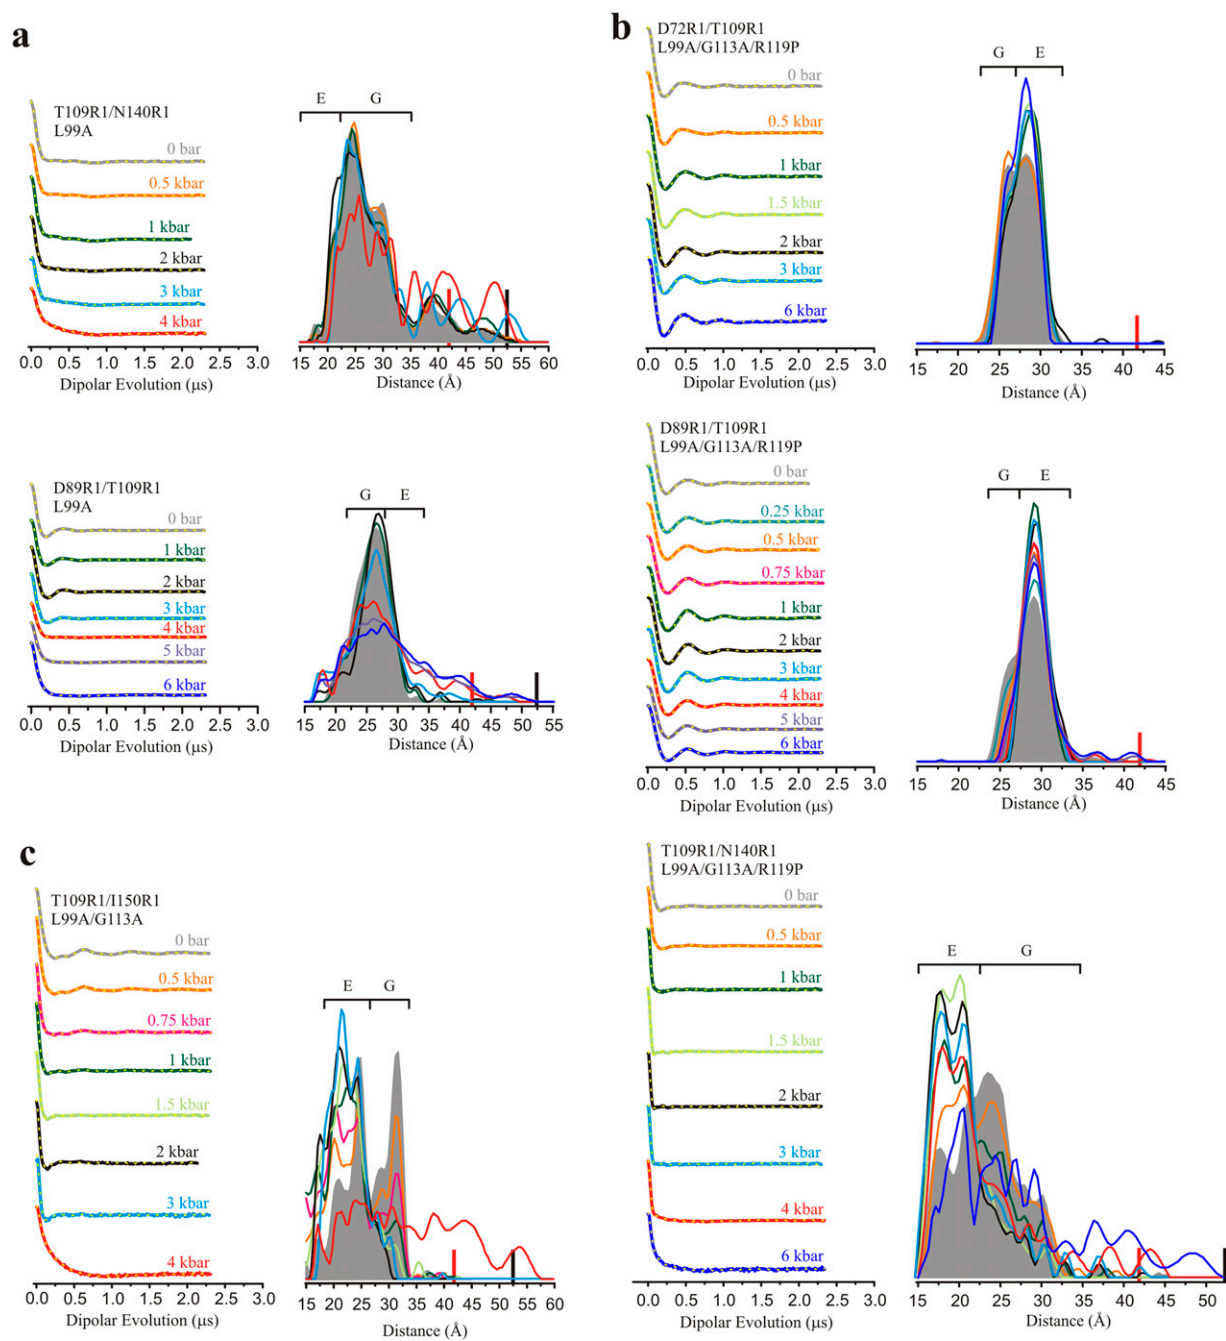 a
T109R1/N140R1
L99A
0 bar
0.5 kbar
1 kbar
2 kbar
3 kbar
4 kbar
0.0 0.5 1.0 1.5 2.0 2.5 3.0
Dipolar Evolution (μs)
E G
15 20 25 30 35 40 45 50 55 60
Distance (Å)
D89R1/T109R1
L99A
0 bar
1 kbar
2 kbar
3 kbar
4 kbar
5 kbar
6 kbar
0.0 0.5 1.0 1.5 2.0 2.5 3.0
Dipolar Evolution (μs)
G E
15 20 25 30 35 40 45 50 55
Distance (Å)
b
D72R1/T109R1
L99A/G113A/R119P
0 bar
0.5 kbar
1 kbar
1.5 kbar
2 kbar
3 kbar
6 kbar
0.0 0.5 1.0 1.5 2.0 2.5 3.0
Dipolar Evolution (μs)
G E
15 20 25 30 35 40 45
Distance (Å)
D89R1/T109R1
L99A/G113A/R119P
0 bar
0.25 kbar
0.5 kbar
0.75 kbar
1 kbar
2 kbar
3 kbar
4 kbar
5 kbar
6 kbar
0.0 0.5 1.0 1.5 2.0 2.5 3.0
Dipolar Evolution (μs)
G E
15 20 25 30 35 40 45
Distance (Å)
T109R1/N140R1
L99A/G113A/R119P
0 bar
0.5 kbar
1 kbar
1.5 kbar
2 kbar
3 kbar
4 kbar
6 kbar
0.0 0.5 1.0 1.5 2.0 2.5 3.0
Dipolar Evolution (μs)
E G
15 20 25 30 35 40 45 50
Distance (Å)
c
T109R1/I150R1
L99A/G113A
0 bar
0.5 kbar
0.75 kbar
1 kbar
1.5 kbar
2 kbar
3 kbar
4 kbar
0.0 0.5 1.0 1.5 2.0 2.5 3.0
Dipolar Evolution (μs)
E G
15 20 25 30 35 40 45 50 55 60
Distance (Å)